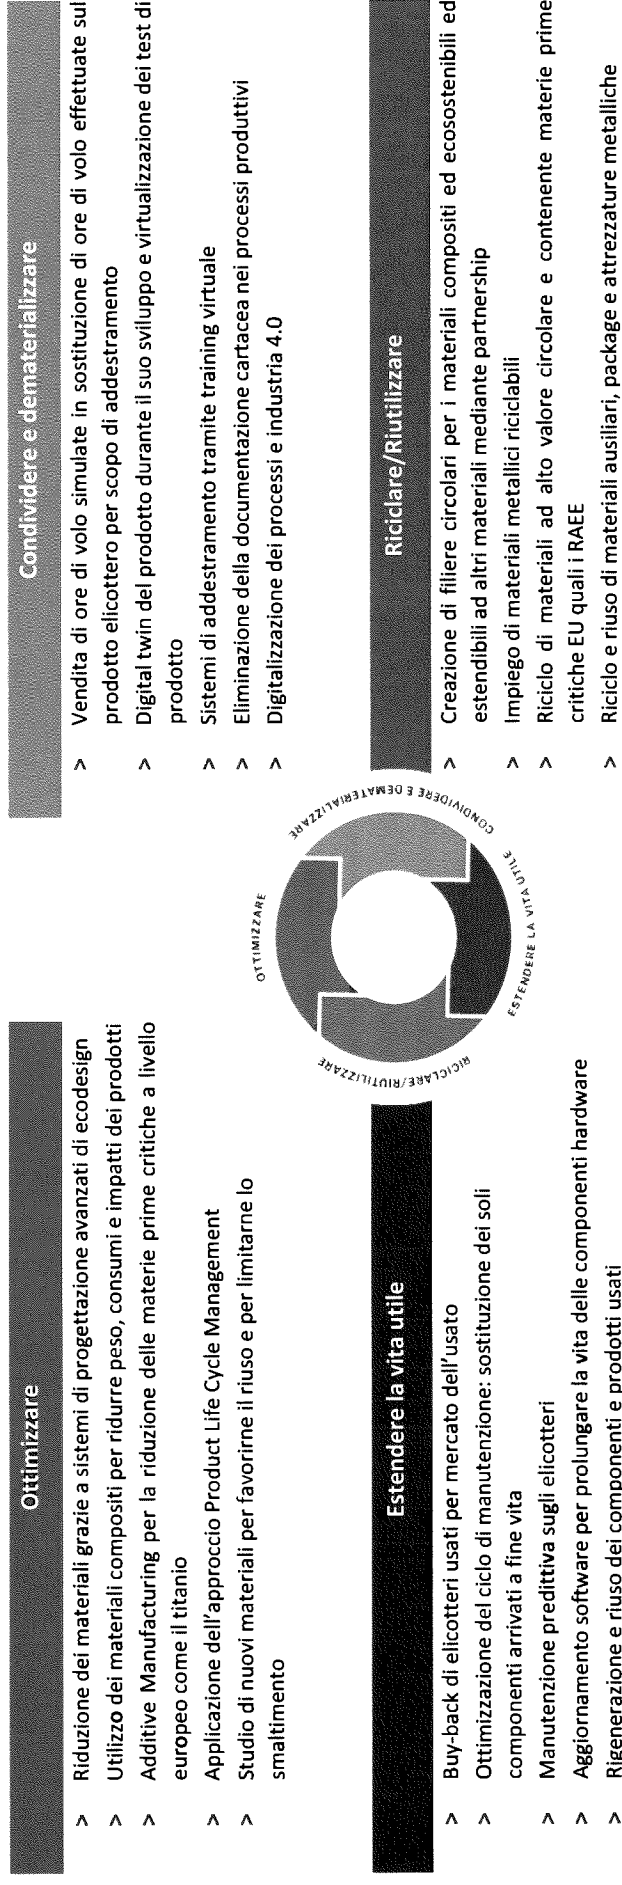 Ottimizzare
> Riduzione dei materiali grazie a sistemi di progettazione avanzati di ecodesign
> Utilizzo dei materiali compositi per ridurre peso, consumi e impatti dei prodotti
> Additive Manufacturing per la riduzione delle materie prime critiche a livello
europeo come il titanio
> Applicazione dell'approccio Product Life Cycle Management
> Studio di nuovi materiali per favorirne il riuso e per limitarne lo
smaltimento
Condividere e dematerializzare
> Vendita di ore di volo simulate in sostituzione di ore di volo effettuate sul
prodotto elicottero per scopo di addestramento
> Digital twin del prodotto durante il suo sviluppo e virtualizzazione dei test di
prodotto
> Sistemi di addestramento tramite training virtuale
> Eliminazione della documentazione cartacea nei processi produttivi
> Digitalizzazione dei processi e industria 4.0
OTTIMIZZARE
CONDIVIDERE E DEMATERIALIZZARE
ESTENDERE LA VITA UTILE
RICICLARE/RIUTILIZZARE
Estendere la vita utile
> Buy-back di elicotteri usati per mercato dell'usato
> Ottimizzazione del ciclo di manutenzione: sostituzione dei soli
componenti arrivati a fine vita
> Manutenzione predittiva sugli elicotteri
> Aggiornamento software per prolungare la vita delle componenti hardware
> Rigenerazione e riuso dei componenti e prodotti usati
Riciclare/Riutilizzare
> Creazione di filiere circolari per i materiali compositi ed ecosostenibili ed
estendibili ad altri materiali mediante partnership
> Impiego di materiali metallici riciclabili
> Riciclo di materiali ad alto valore circolare e contenente materie prime
critiche EU quali i RAEE
> Riciclo e riuso di materiali ausiliari, package e attrezzature metalliche